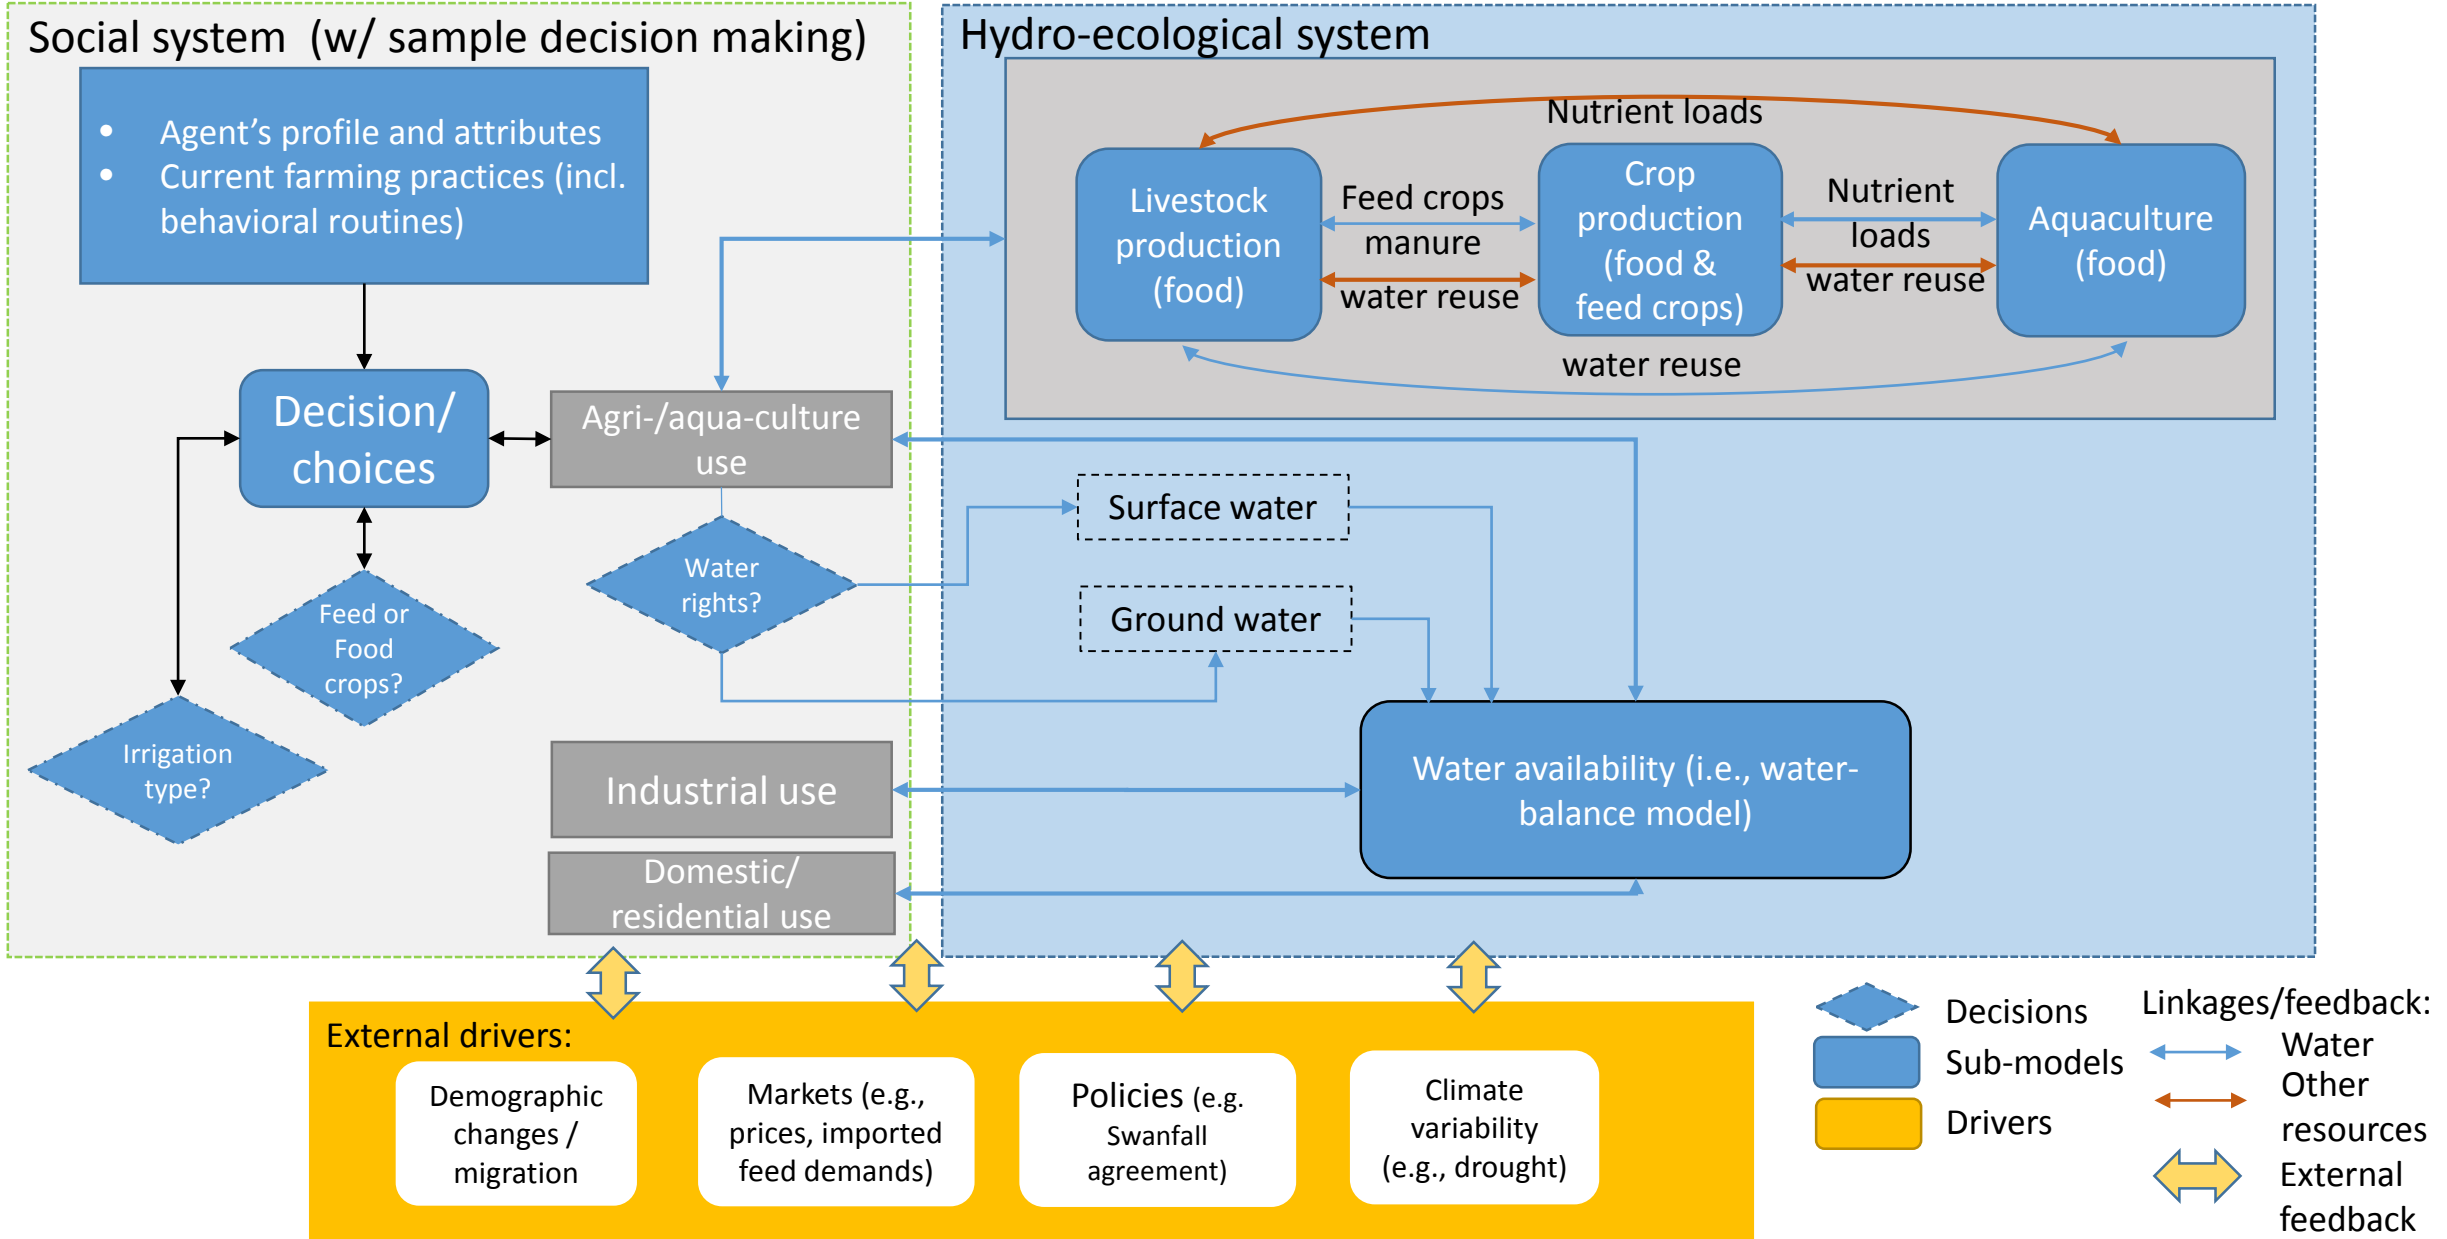 Social system (w/ sample decision making)
• Agent's profile and attributes
• Current farming practices (incl.
behavioral routines)
Decision/
choices
Agri-/aqua-culture
use
Water
rights?
Feed or
Food
crops?
Irrigation
type?
Industrial use
Domestic/
residential use
Hydro-ecological system
Nutrient loads
Livestock
production
(food)
Feed crops
manure
water reuse
Crop
production
(food &
feed crops)
Nutrient
loads
water reuse
Aquaculture
(food)
water reuse
Surface water
Ground water
Water availability (i.e., water-
balance model)
External drivers:
Demographic
changes /
migration
Markets (e.g.,
prices, imported
feed demands)
Policies (e.g.
Swanfall
agreement)
Climate
variability
(e.g., drought)
Decisions
Sub-models
Drivers
Linkages/feedback:
Water
Other
resources
External
feedback